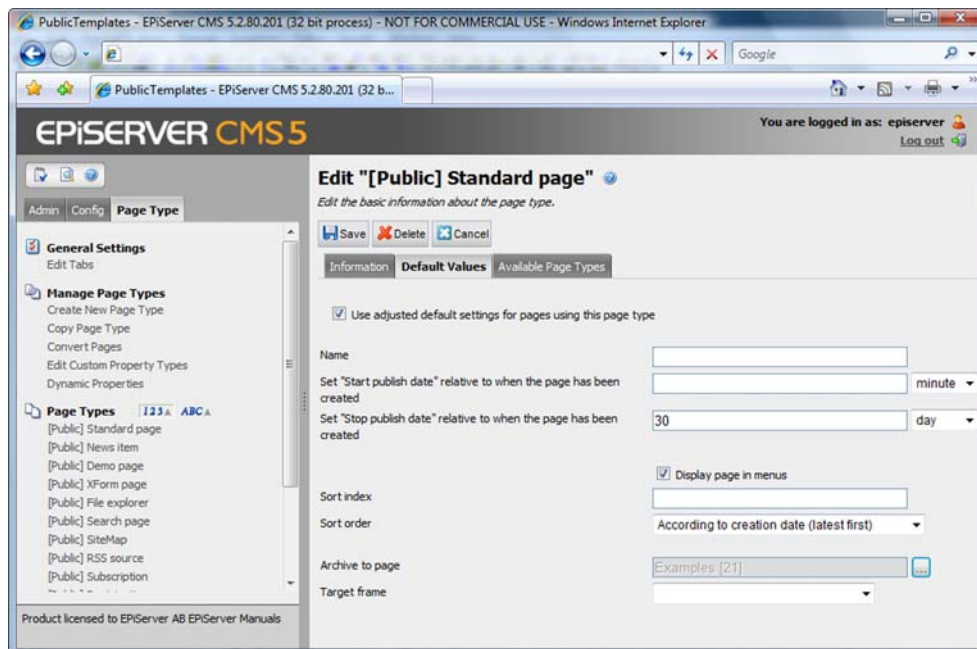 PublicTemplates - EPiServer CMS 5.2.80.201 (32 bit process) - NOT FOR COMMERCIAL USE - Windows Internet Explorer
Google
PublicTemplates - EPiServer CMS 5.2.80.201 (32 b...
EPiSERVER CMS 5
You are logged in as: episerver
Log out
Admin
Config
Page Type
General Settings
Edit Tabs
Manage Page Types
Create New Page Type
Copy Page Type
Convert Pages
Edit Custom Property Types
Dynamic Properties
Page Types 123 ABC
[Public] Standard page
[Public] News item
[Public] Demo page
[Public] XForm page
[Public] File explorer
[Public] Search page
[Public] SiteMap
[Public] RSS source
[Public] Subscription
Product licensed to EPiServer AB EPiServer Manuals
Edit "[Public] Standard page"
Edit the basic information about the page type.
Save Delete Cancel
Information Default Values Available Page Types
Use adjusted default settings for pages using this page type
Name
Set "Start publish date" relative to when the page has been
created
minute
Set "Stop publish date" relative to when the page has been
created
30 day
Display page in menus
Sort index
Sort order According to creation date (latest first)
Archive to page Examples [21] ...
Target frame